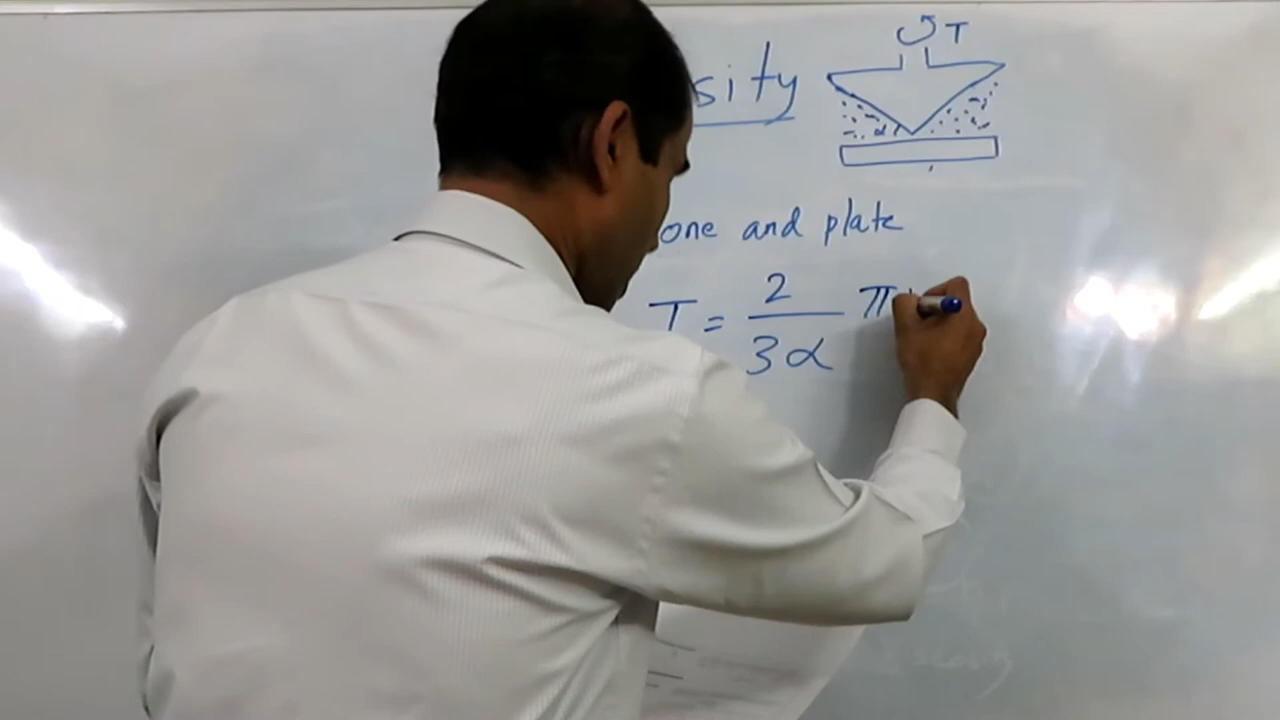 T
sity
α
one and plate
T = 2/3α π